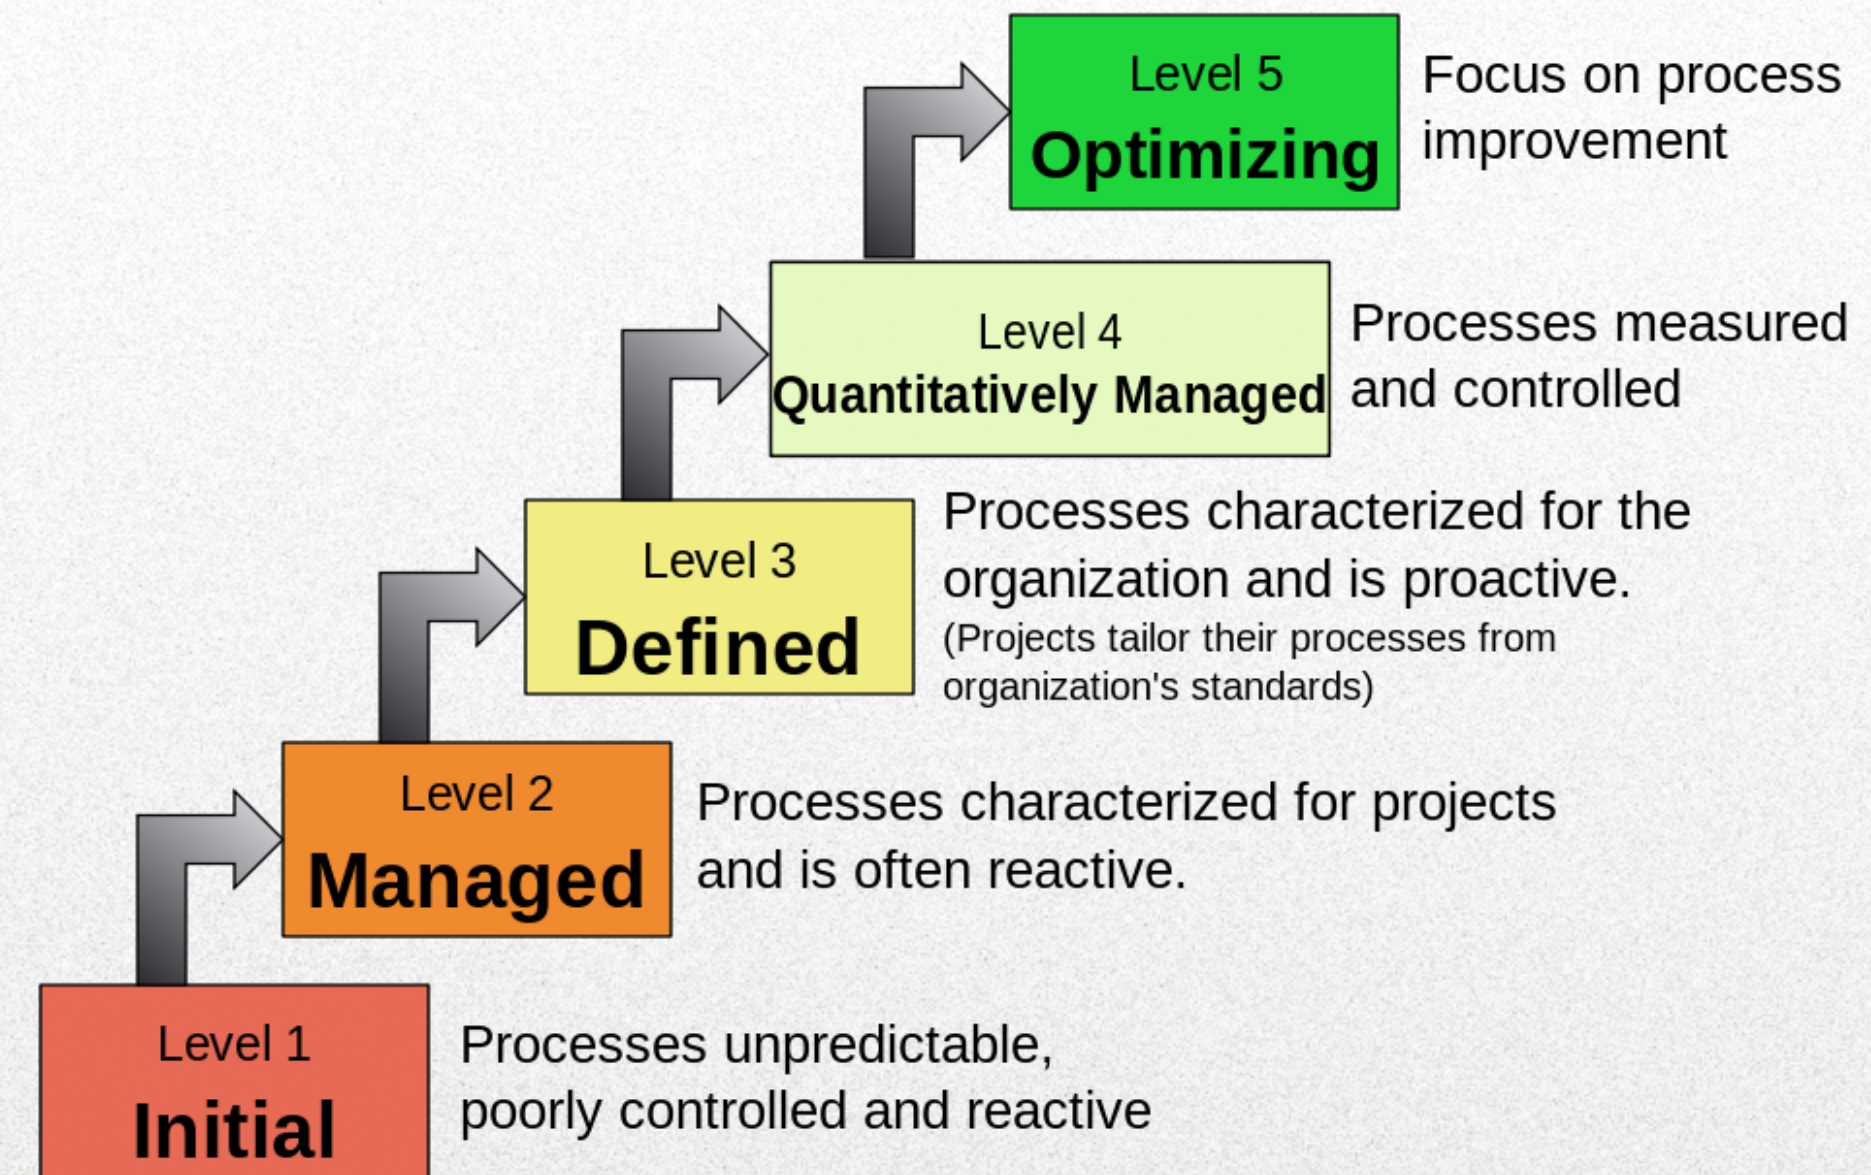 Level 5
Optimizing
Focus on process
improvement
Level 4
Quantitatively Managed
Processes measured
and controlled
Level 3
Defined
Processes characterized for the
organization and is proactive.
(Projects tailor their processes from
organization's standards)
Level 2
Managed
Processes characterized for projects
and is often reactive.
Level 1
Initial
Processes unpredictable,
poorly controlled and reactive